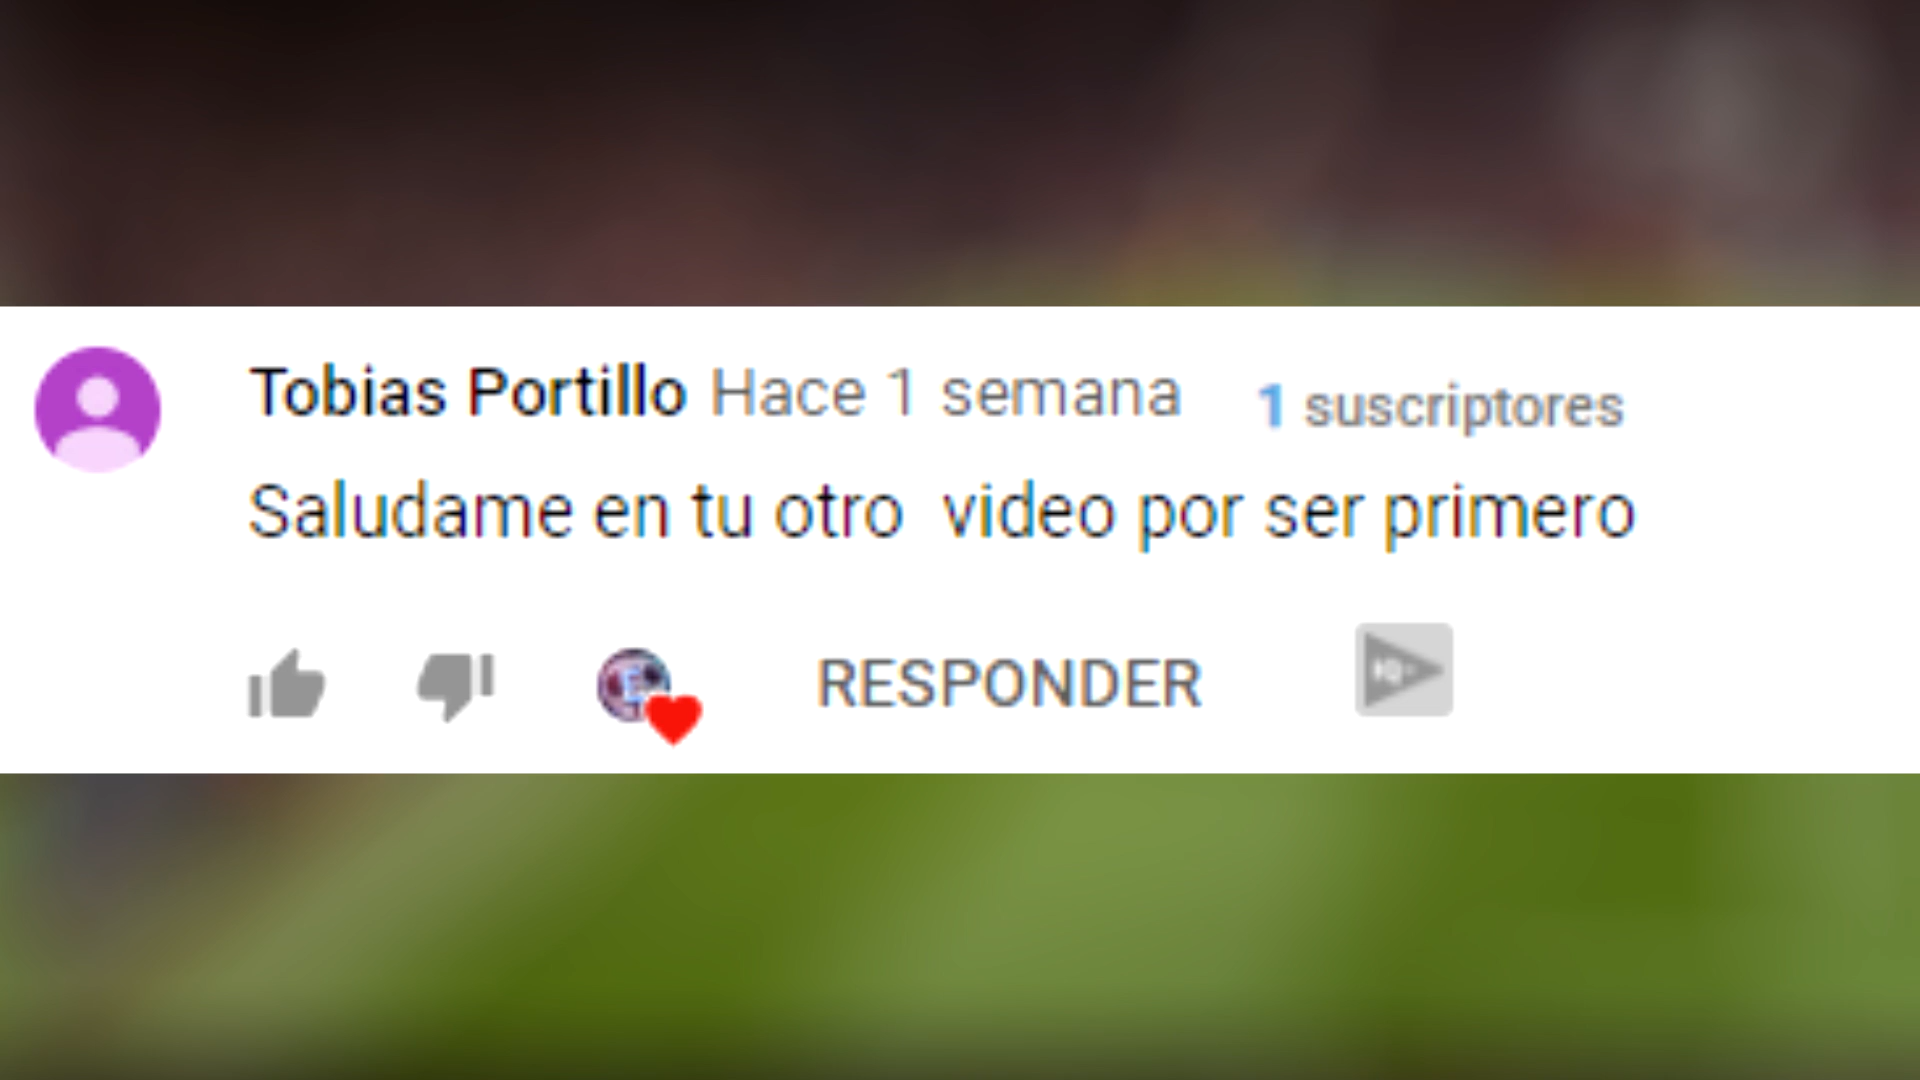 Tobias Portillo Hace 1 semana 1 suscriptores
Saludame en tu otro video por ser primero
RESPONDER